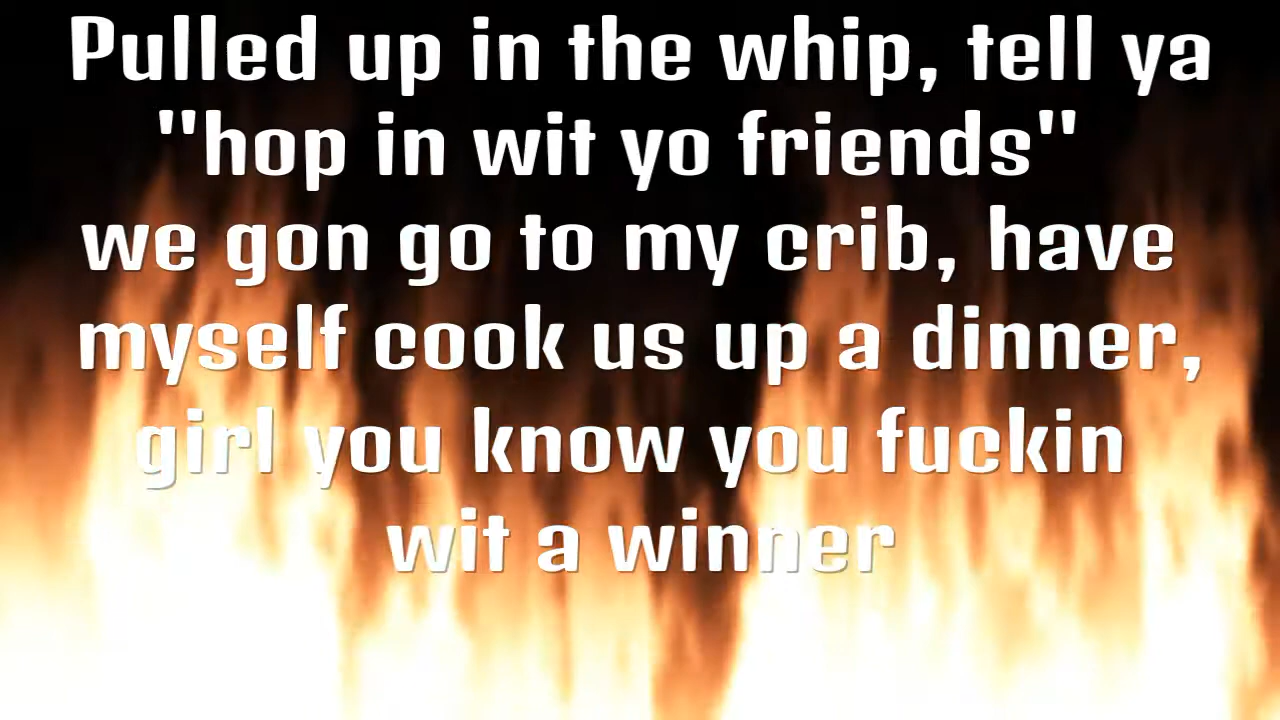 Pulled up in the whip, tell ya
"hop in wit yo friends"
we gon go to my crib, have
myself cook us up a dinner,
girl you know you fuckin
wit a winner